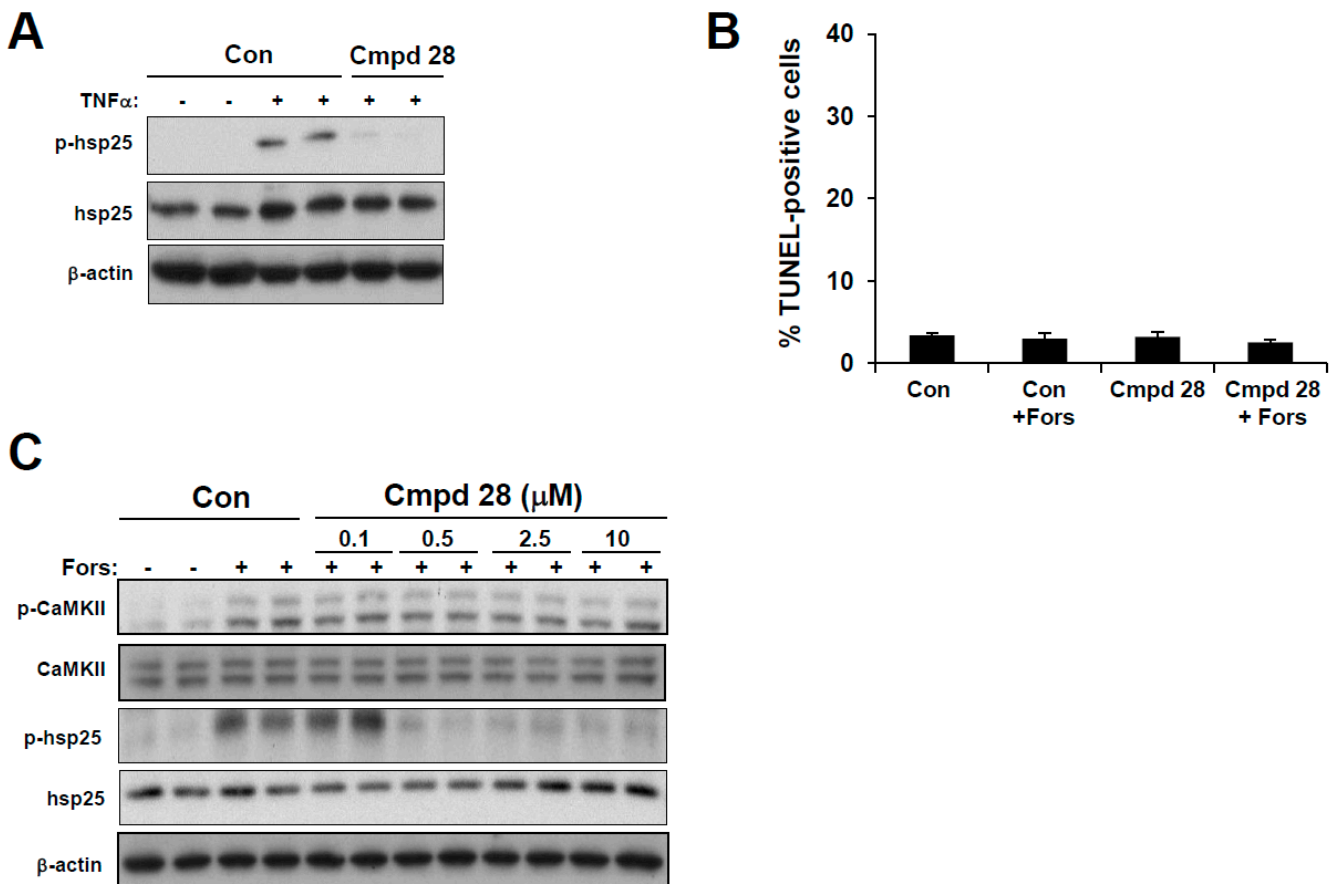 A
Con Cmpd 28
TNFα: - - + + + +
p-hsp25
hsp25
β-actin
B
% TUNEL-positive cells
40
30
20
10
0
Con Con +Fors Cmpd 28 Cmpd 28 + Fors
C
Con Cmpd 28 (μM)
0.1 0.5 2.5 10
Fors: - - + + + + + + + + + +
p-CaMKII
CaMKII
p-hsp25
hsp25
β-actin